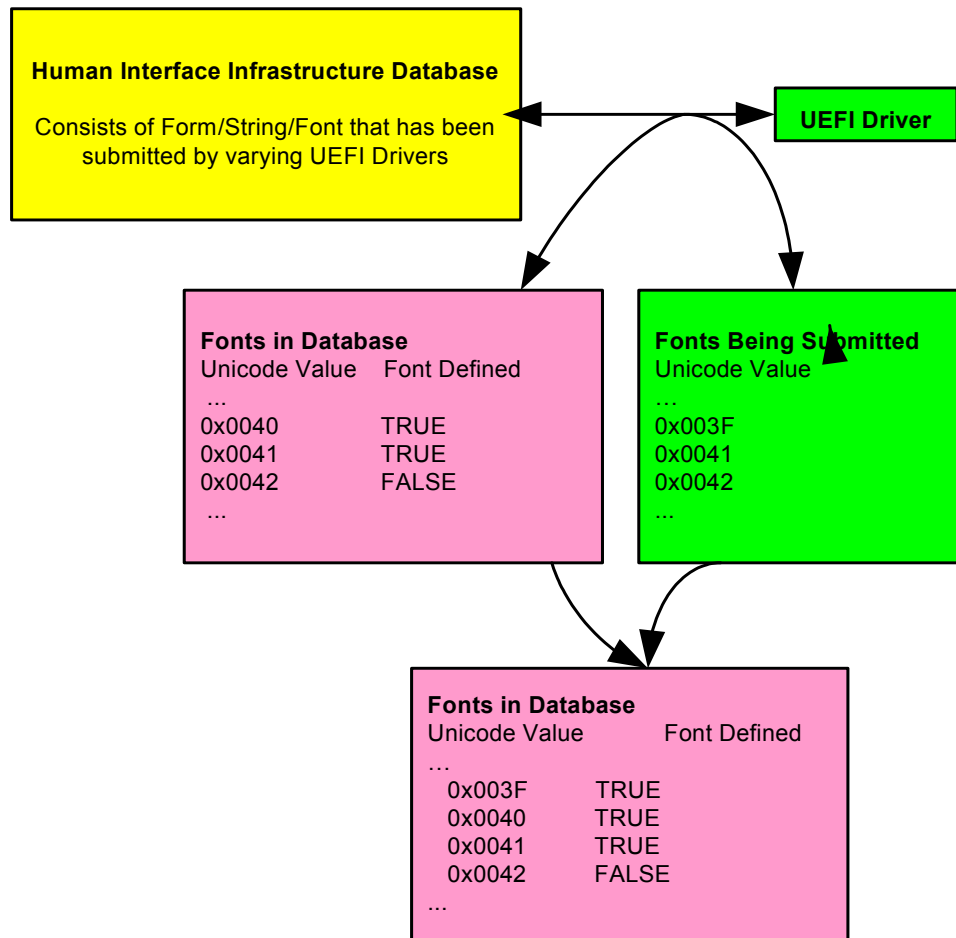 Human Interface Infrastructure Database
Consists of Form/String/Font that has been
submitted by varying UEFI Drivers
UEFI Driver
Fonts in Database
Unicode Value Font Defined
...
0x0040 TRUE
0x0041 TRUE
0x0042 FALSE
...
Fonts Being Submitted
Unicode Value
...
0x003F
0x0041
0x0042
...
Fonts in Database
Unicode Value Font Defined
...
0x003F TRUE
0x0040 TRUE
0x0041 TRUE
0x0042 FALSE
...